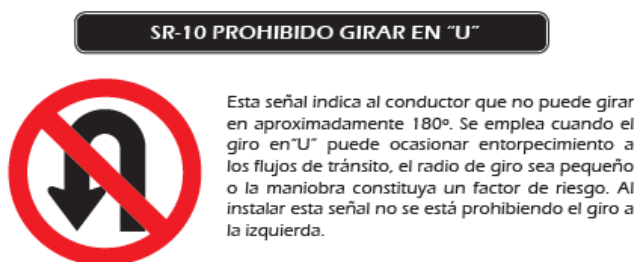 SR-10 PROHIBIDO GIRAR EN “U”
Esta señal indica al conductor que no puede girar
en aproximadamente 180º. Se emplea cuando el
giro en“U” puede ocasionar entorpecimiento a
los flujos de tránsito, el radio de giro sea pequeño
o la maniobra constituya un factor de riesgo. Al
instalar esta señal no se está prohibiendo el giro a
la izquierda.